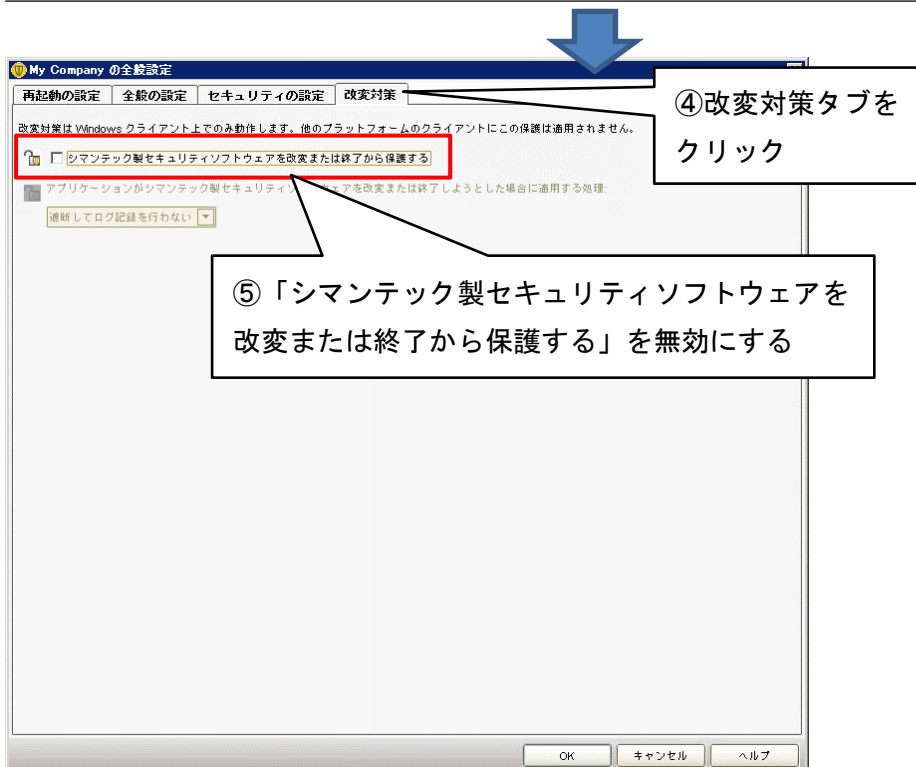 My Company の全般設定
再起動の設定 全般の設定 セキュリティの設定 改変対策
④改変対策タブを
クリック
改変対策は Windows クライアント上でのみ動作します。他のプラットフォームのクライアントにこの保護は適用されません。
シマンテック製セキュリティソフトウェアを改変または終了から保護する
アプリケーションがシマンテック製セキュリティソ ウェアを改変または終了しようとした場合に適用する処理:
遮断してログ記録を行わない
⑤「シマンテック製セキュリティソフトウェアを
改変または終了から保護する」を無効にする
OK キャンセル ヘルプ